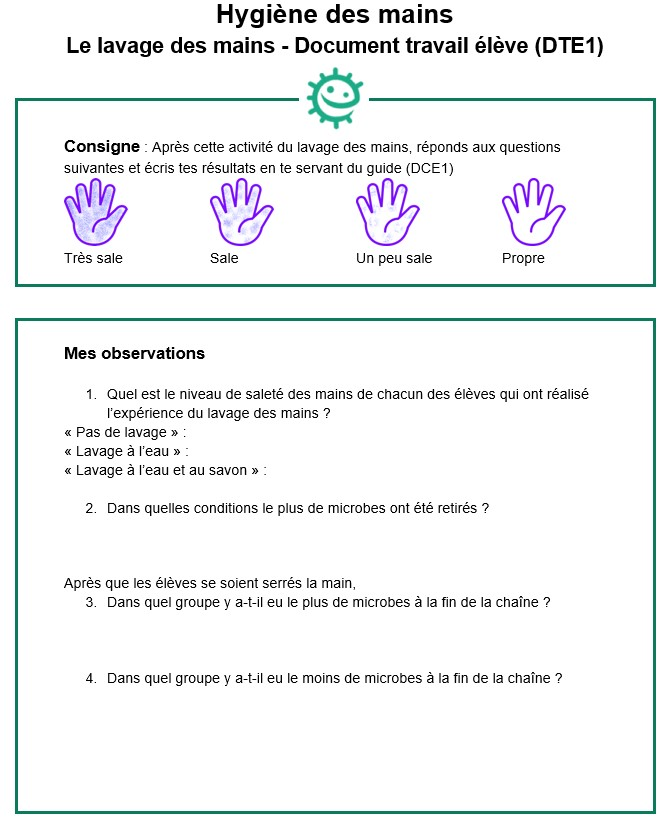 Hygiène des mains
Le lavage des mains - Document travail élève (DTE1)
Consigne : Après cette activité du lavage des mains, réponds aux questions
suivantes et écris tes résultats en te servant du guide (DCE1)
Très sale Sale Un peu sale Propre
Mes observations
1. Quel est le niveau de saleté des mains de chacun des élèves qui ont réalisé
l'expérience du lavage des mains ?
« Pas de lavage » :
« Lavage à l'eau » :
« Lavage à l'eau et au savon » :
2. Dans quelles conditions le plus de microbes ont été retirés ?
Après que les élèves se soient serrés la main,
3. Dans quel groupe y a-t-il eu le plus de microbes à la fin de la chaîne ?
4. Dans quel groupe y a-t-il eu le moins de microbes à la fin de la chaîne ?